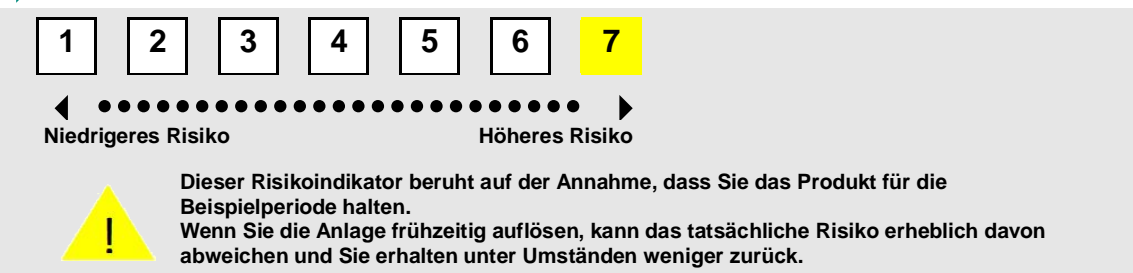 1 2 3 4 5 6 7
Niedrigeres Risiko Höheres Risiko
Dieser Risikoindikator beruht auf der Annahme, dass Sie das Produkt für die
Beispielperiode halten.
! Wenn Sie die Anlage frühzeitig auflösen, kann das tatsächliche Risiko erheblich davon
abweichen und Sie erhalten unter Umständen weniger zurück.